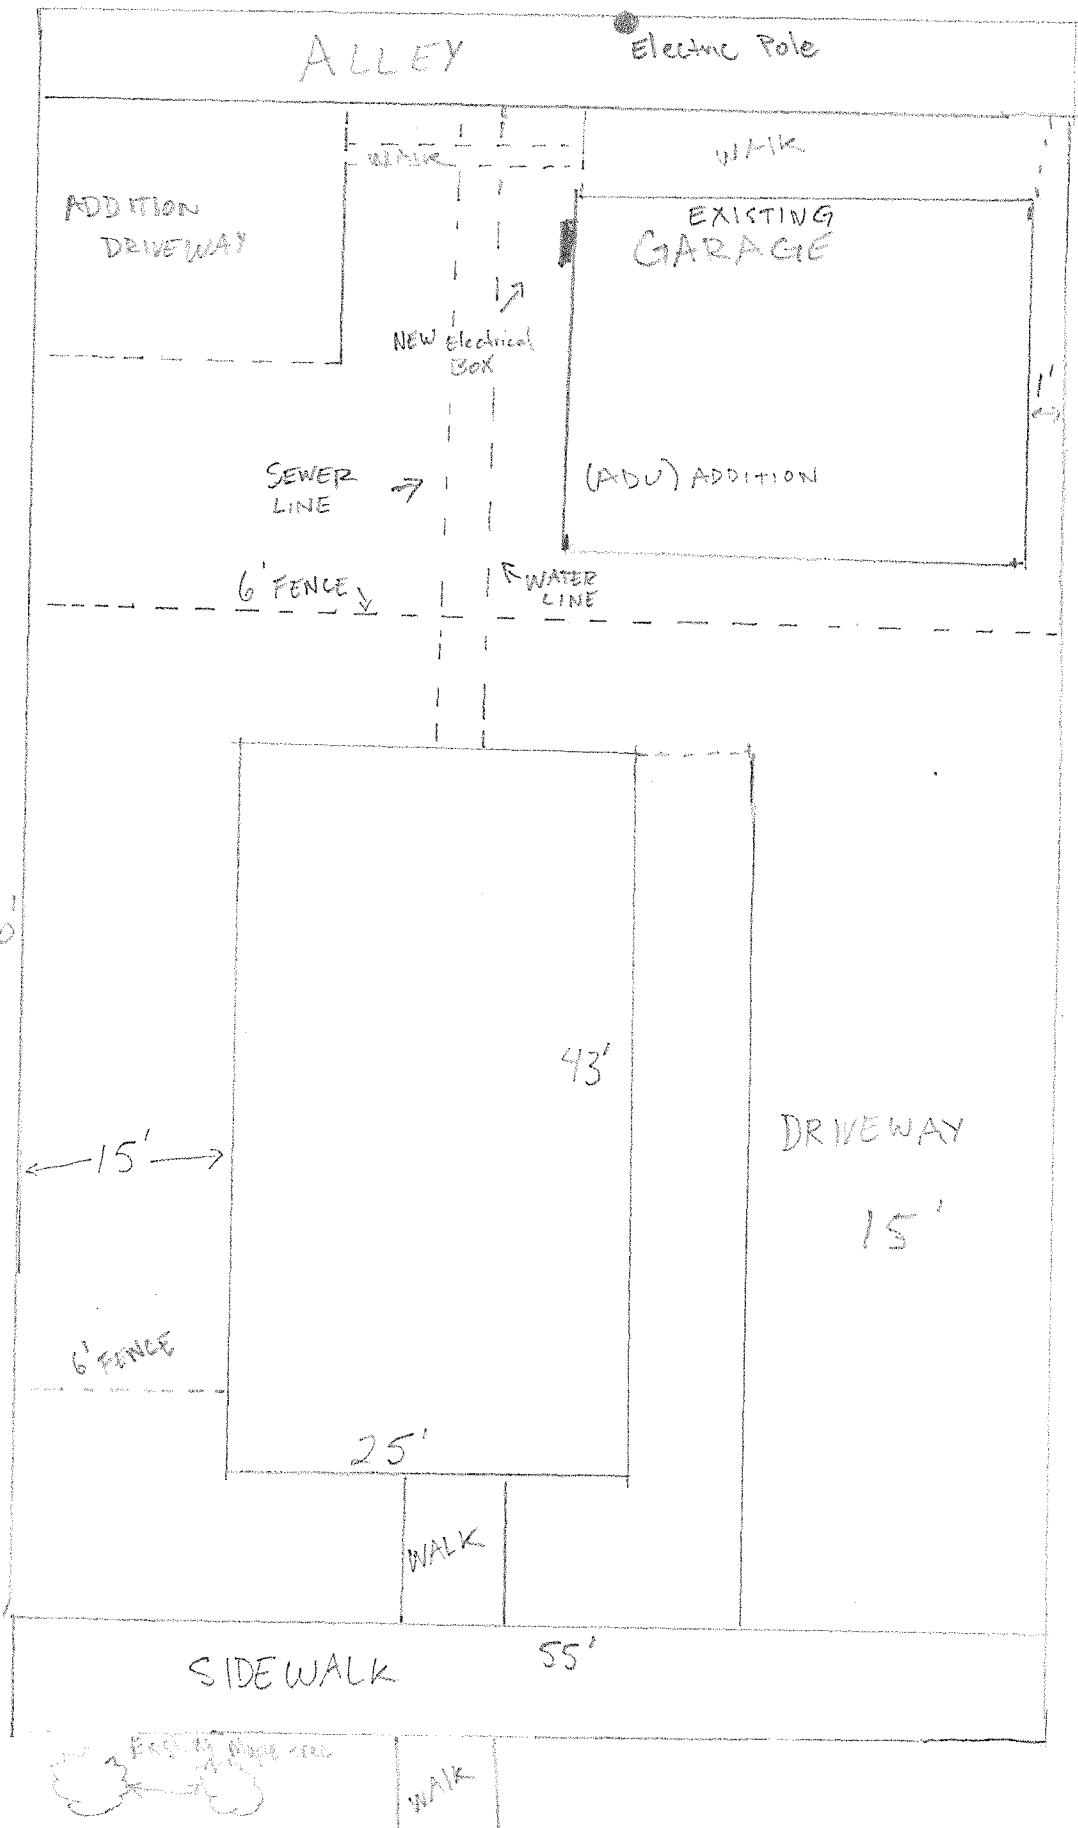 ALLEY
Electric Pole
WALK
WALK
ADDITION
DRIVEWAY
EXISTING
GARAGE
NEW Electrical
BOX
1'
SEWER
LINE
(ADU) ADDITION
6' FENCE
WATER
LINE
43'
15'
DRIVEWAY
15'
6' FENCE
25'
WALK
55'
SIDEWALK
WALK